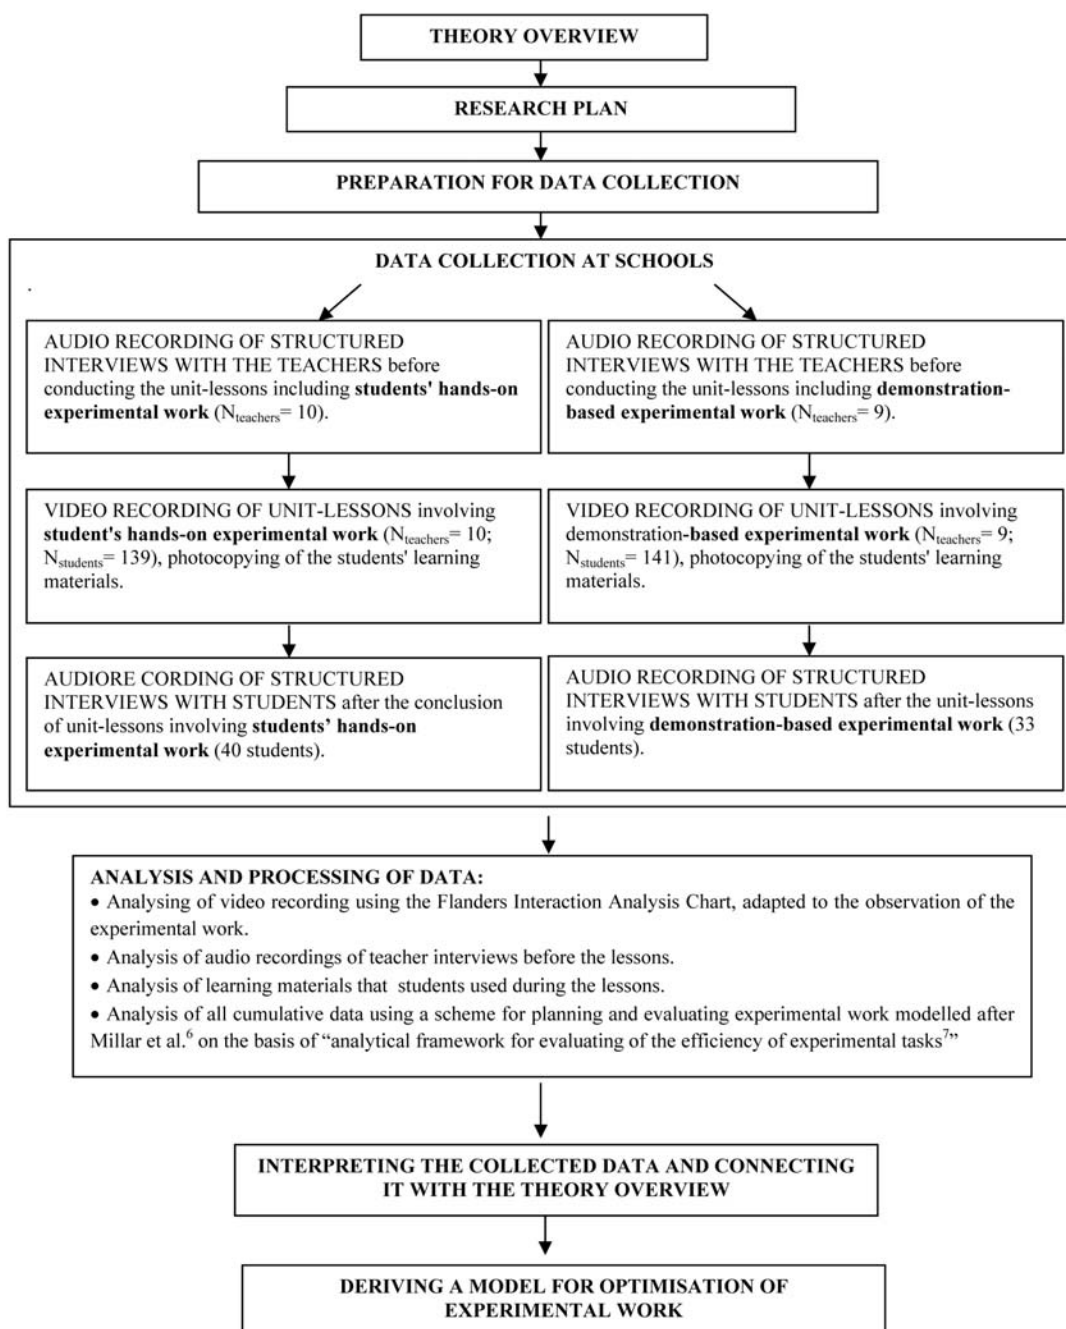 THEORY OVERVIEW
RESEARCH PLAN
PREPARATION FOR DATA COLLECTION
DATA COLLECTION AT SCHOOLS
.
AUDIO RECORDING OF STRUCTURED
INTERVIEWS WITH THE TEACHERS before
conducting the unit-lessons including students' hands-on
experimental work (Nteachers= 10).
AUDIO RECORDING OF STRUCTURED
INTERVIEWS WITH THE TEACHERS before
conducting the unit-lessons including demonstration-
based experimental work (Nteachers= 9).
VIDEO RECORDING OF UNIT-LESSONS involving
student's hands-on experimental work (Nteachers= 10;
Nstudents= 139), photocopying of the students' learning
materials.
VIDEO RECORDING OF UNIT-LESSONS involving
demonstration-based experimental work (Nteachers= 9;
Nstudents= 141), photocopying of the students' learning
materials.
AUDIORE CORDING OF STRUCTURED
INTERVIEWS WITH STUDENTS after the conclusion
of unit-lessons involving students’ hands-on
experimental work (40 students).
AUDIO RECORDING OF STRUCTURED
INTERVIEWS WITH STUDENTS after the unit-lessons
involving demonstration-based experimental work (33
students).
ANALYSIS AND PROCESSING OF DATA:
• Analysing of video recording using the Flanders Interaction Analysis Chart, adapted to the observation of the
experimental work.
• Analysis of audio recordings of teacher interviews before the lessons.
• Analysis of learning materials that students used during the lessons.
• Analysis of all cumulative data using a scheme for planning and evaluating experimental work modelled after
Millar et al.⁶ on the basis of “analytical framework for evaluating of the efficiency of experimental tasks⁷”
INTERPRETING THE COLLECTED DATA AND CONNECTING
IT WITH THE THEORY OVERVIEW
DERIVING A MODEL FOR OPTIMISATION OF
EXPERIMENTAL WORK